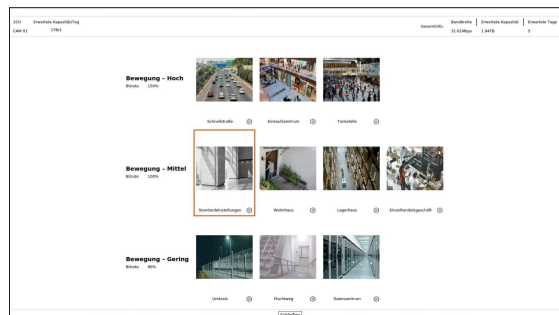 1CH Erwartete Kapazität/Tag Gesamtinfo. Bandbreite Erwartete Kapazität Erwartete Tage
CAM 01 1TB/1 31.61Mbps 1.94TB 5
Bewegung – Hoch
Bitrate 150%
Schnellstraße Einkaufszentrum Tankstelle
Bewegung – Mittel
Bitrate 100%
Standardeinstellungen Wohnhaus Lagerhaus Einzelhandelsgeschäft
Bewegung – Gering
Bitrate 90%
Umkreis Fluchtweg Datenzentrum
Schließen